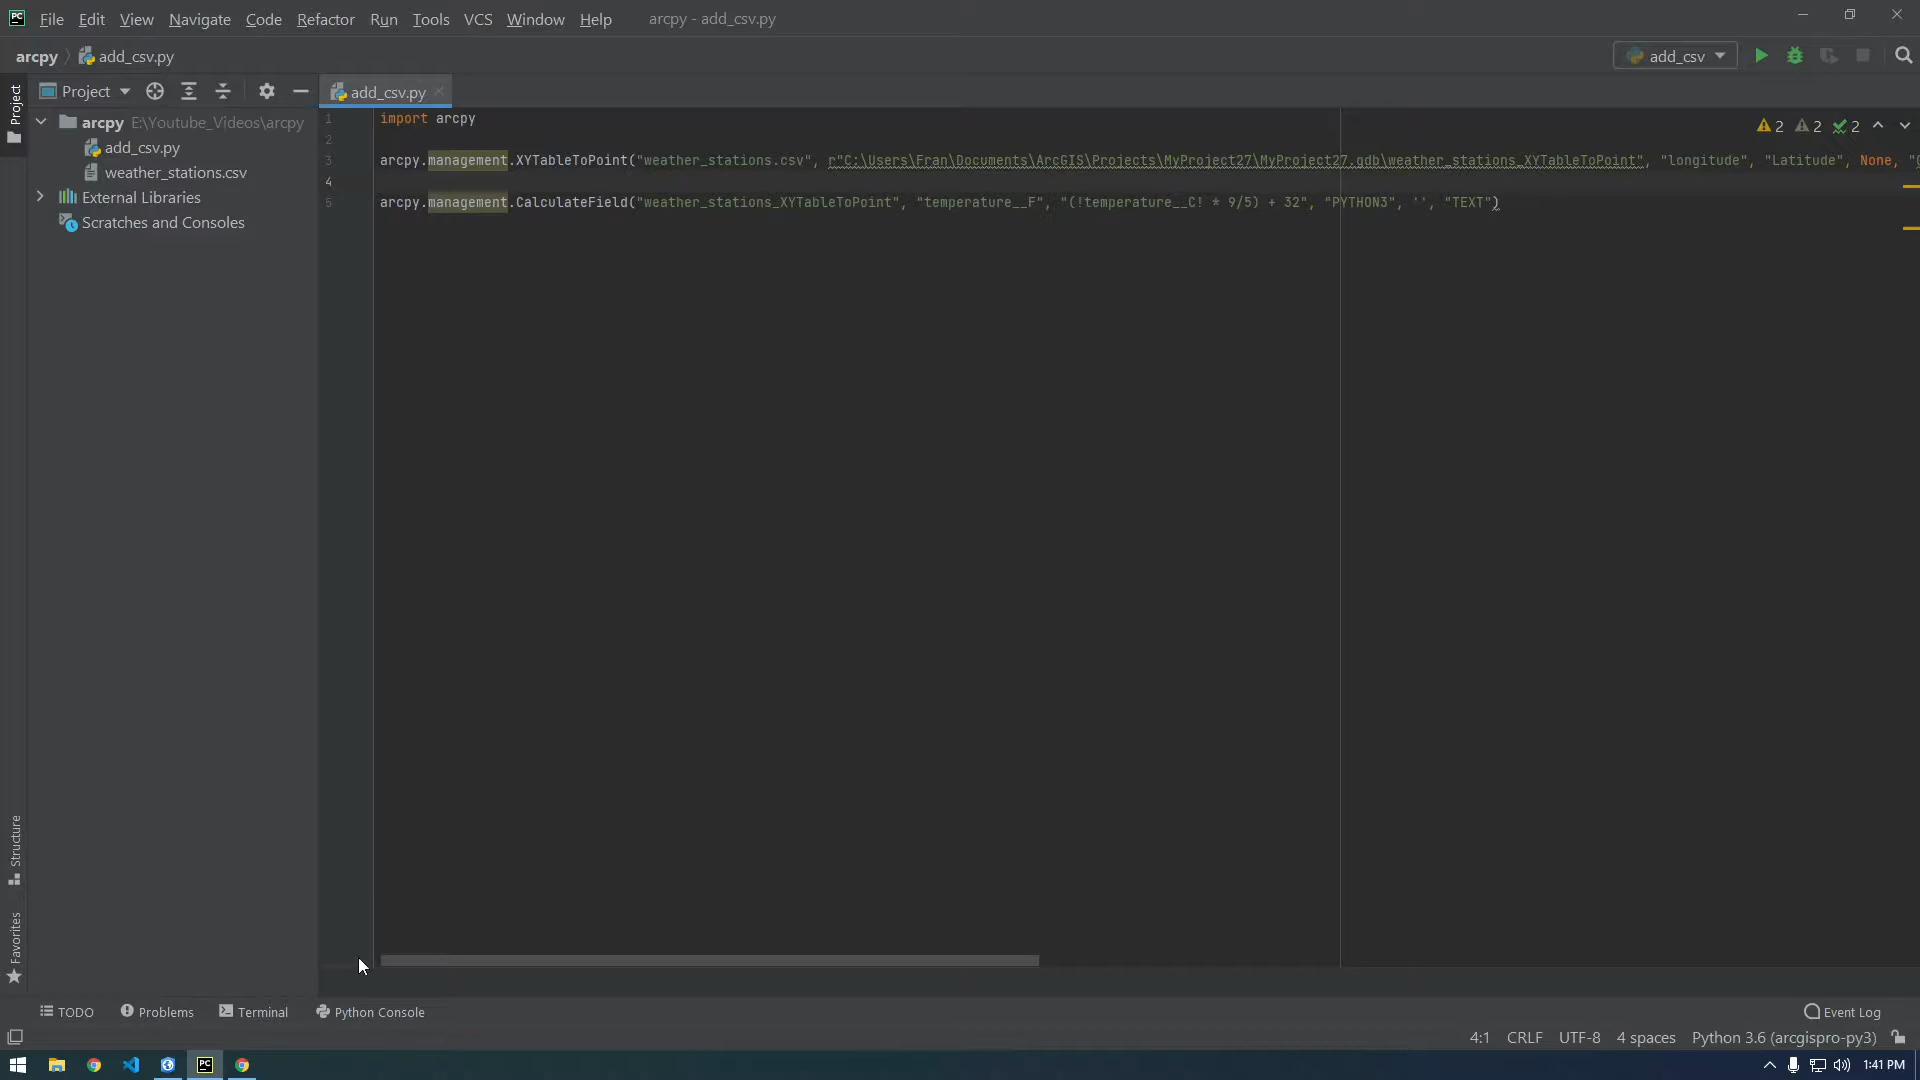 PC File Edit View Navigate Code Refactor Run Tools VCS Window Help arcpy - add_csv.py
arcpy add_csv.py
add_csv
Project
Project
add_csv.py
arcpy E:\Youtube_Videos\arcpy
add_csv.py
weather_stations.csv
External Libraries
Scratches and Consoles
1 import arcpy
2
3 arcpy.management.XYTableToPoint("weather_stations.csv", r"C:\Users\Fran\Documents\ArcGIS\Projects\MyProject27\MyProject27.gdb\weather_stations_XYTableToPoint", "longitude", "Latitude", None, "
4
5 arcpy.management.CalculateField("weather_stations_XYTableToPoint", "temperature__F", "(!temperature__C! * 9/5) + 32", "PYTHON3", '', "TEXT")
2 2 2
Structure
Favorites
TODO Problems Terminal Python Console
Event Log
4:1 CRLF UTF-8 4 spaces Python 3.6 (arcgispro-py3)
PC
1:41 PM